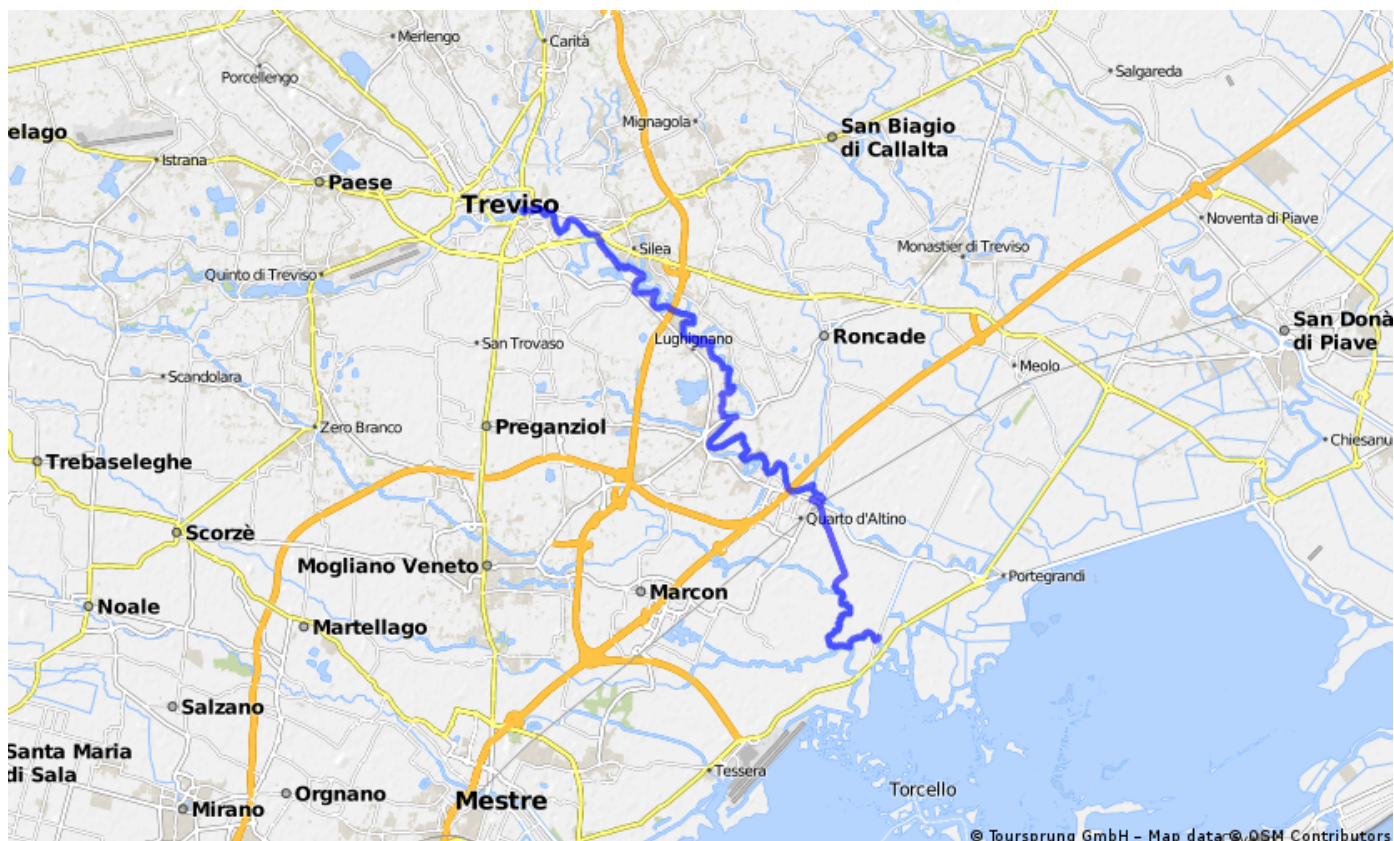 Merlengo
Carità
Porcellengo
Salgareda
elago
Mignagola
San Biagio
di Callalta
Istrana
Paese
Treviso
Noventa di Piave
Silea
Monastier di Treviso
Quinto di Treviso
San Donà
di Piave
Roncade
Lughignano
San Trovaso
Meolo
Scandolara
Preganziol
Zero Branco
Chiesanu
Trebaseleghe
Quarto d'Altino
Scorzè
Mogliano Veneto
Portegrandi
Marcon
Noale
Martellago
Salzano
Santa Maria
di Sala
Tessera
Torcello
Orgnano
Mestre
Mirano
© Toursprung GmbH – Map data © OSM Contributors